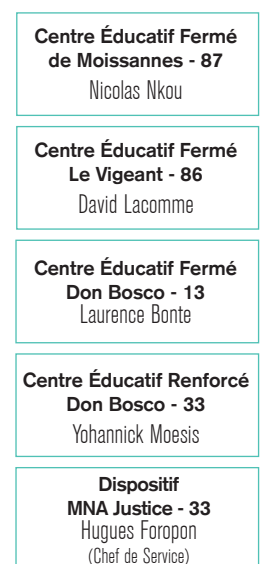 Centre Éducatif Fermé
de Moissannes - 87
Nicolas Nkou
Centre Éducatif Fermé
Le Vigeant - 86
David Lacomme
Centre Éducatif Fermé
Don Bosco - 13
Laurence Bonte
Centre Éducatif Renforcé
Don Bosco - 33
Yohannick Moesis
Dispositif
MNA Justice - 33
Hugues Foropon
(Chef de Service)